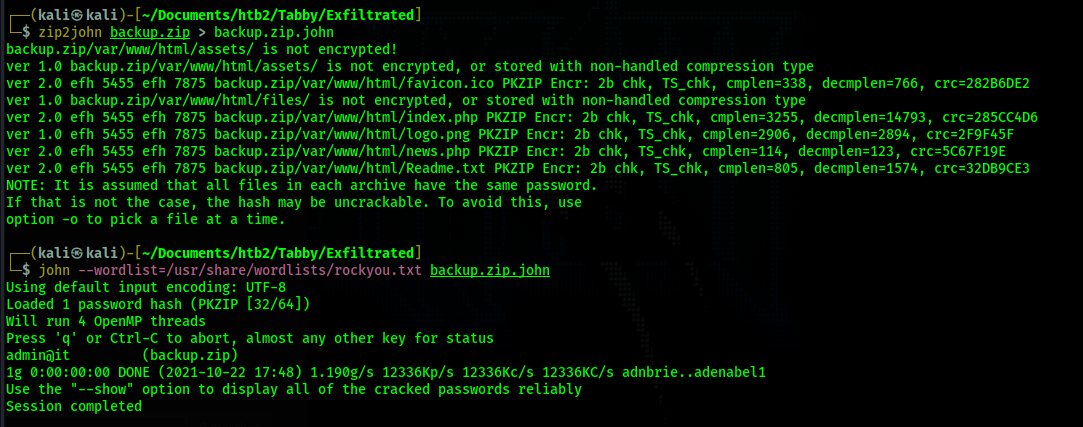 ┌──(kali㉿kali)-[~/Documents/htb2/Tabby/Exfiltrated]
└─$ zip2john backup.zip > backup.zip.john
backup.zip/var/www/html/assets/ is not encrypted!
ver 1.0 backup.zip/var/www/html/assets/ is not encrypted, or stored with non-handled compression type
ver 2.0 efh 5455 efh 7875 backup.zip/var/www/html/favicon.ico PKZIP Encr: 2b chk, TS_chk, cmplen=338, decmplen=766, crc=282B6DE2
ver 1.0 backup.zip/var/www/html/files/ is not encrypted, or stored with non-handled compression type
ver 2.0 efh 5455 efh 7875 backup.zip/var/www/html/index.php PKZIP Encr: 2b chk, TS_chk, cmplen=3255, decmplen=14793, crc=285CC4D6
ver 1.0 efh 5455 efh 7875 backup.zip/var/www/html/logo.png PKZIP Encr: 2b chk, TS_chk, cmplen=2906, decmplen=2894, crc=2F9F45F
ver 2.0 efh 5455 efh 7875 backup.zip/var/www/html/news.php PKZIP Encr: 2b chk, TS_chk, cmplen=114, decmplen=123, crc=5C67F19E
ver 2.0 efh 5455 efh 7875 backup.zip/var/www/html/Readme.txt PKZIP Encr: 2b chk, TS_chk, cmplen=805, decmplen=1574, crc=32DB9CE3
NOTE: It is assumed that all files in each archive have the same password.
If that is not the case, the hash may be uncrackable. To avoid this, use
option -o to pick a file at a time.
┌──(kali㉿kali)-[~/Documents/htb2/Tabby/Exfiltrated]
└─$ john --wordlist=/usr/share/wordlists/rockyou.txt backup.zip.john
Using default input encoding: UTF-8
Loaded 1 password hash (PKZIP [32/64])
Will run 4 OpenMP threads
Press 'q' or Ctrl-C to abort, almost any other key for status
admin@it         (backup.zip)
1g 0:00:00:00 DONE (2021-10-22 17:48) 1.190g/s 12336Kp/s 12336Kc/s 12336KC/s adnbrie..adenabel1
Use the "--show" option to display all of the cracked passwords reliably
Session completed